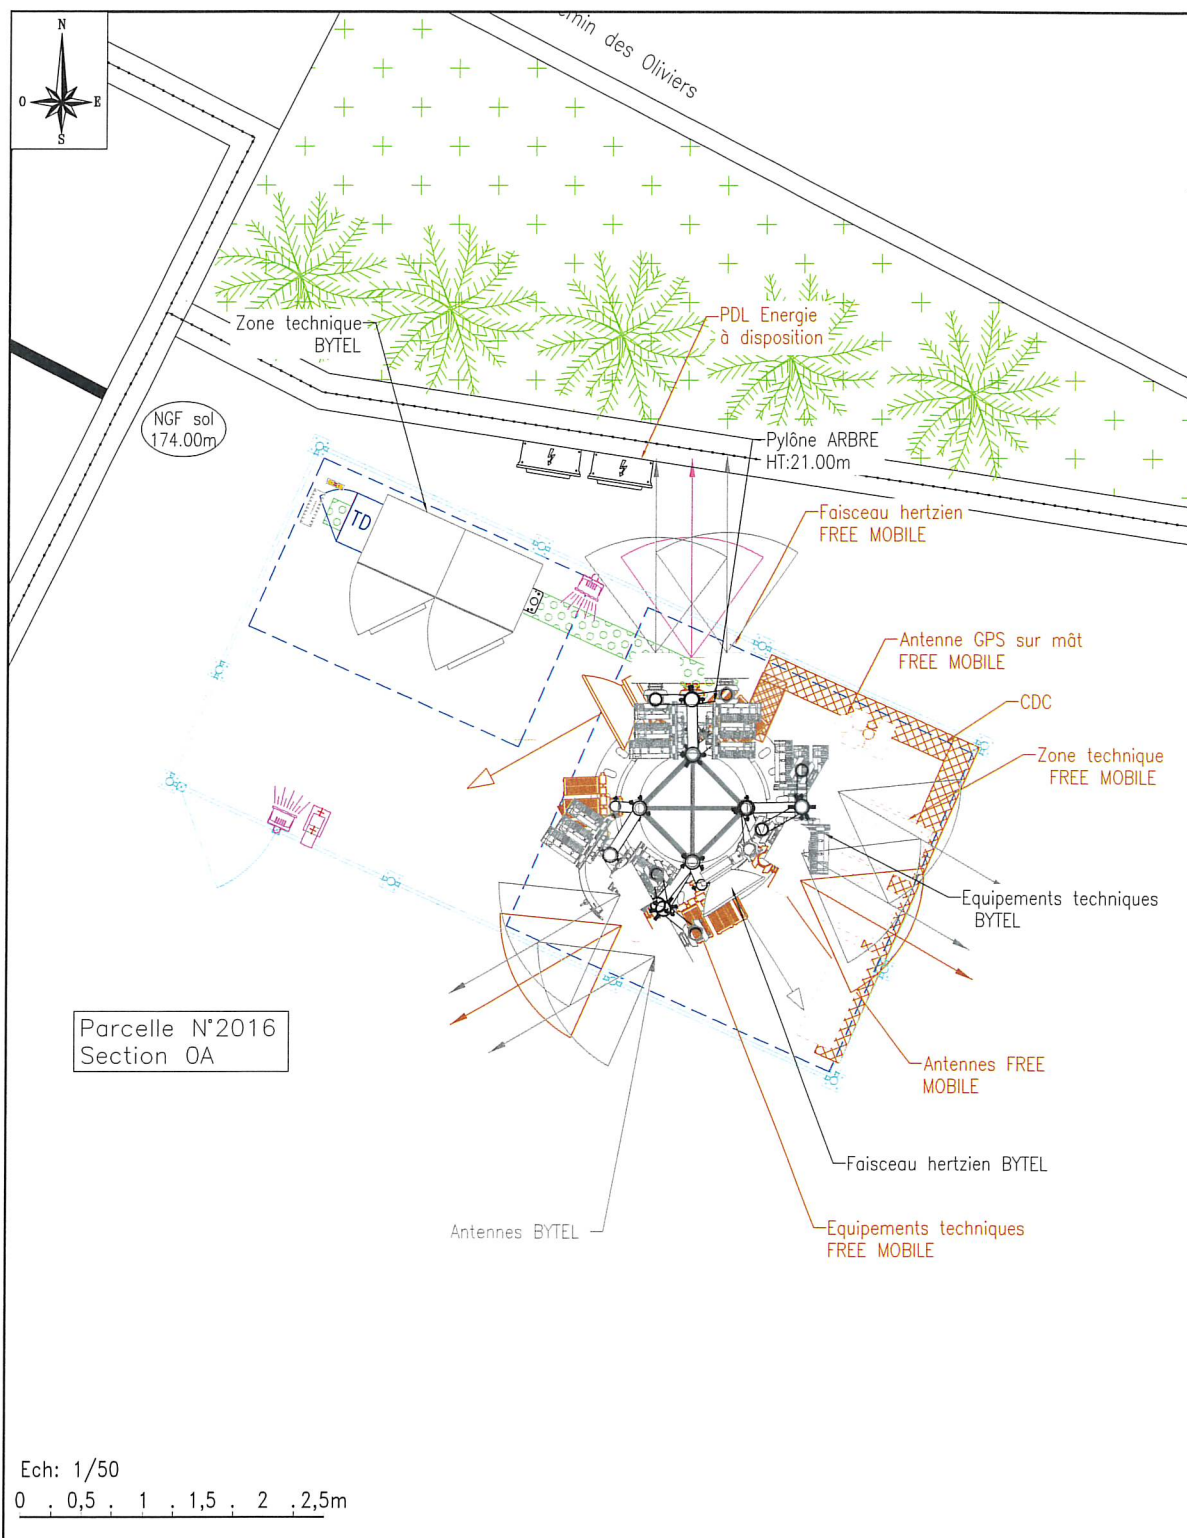 N
O
E
S
emin des Oliviers
Zone technique
BYTEL
PDL Energie
à disposition
NGF sol
174.00m
Pylône ARBRE
HT:21.00m
TD
Faisceau hertzien
FREE MOBILE
Antenne GPS sur mât
FREE MOBILE
CDC
Zone technique
FREE MOBILE
Equipements techniques
BYTEL
Parcelle N°2016
Section 0A
Antennes FREE
MOBILE
Faisceau hertzien BYTEL
Antennes BYTEL
Equipements techniques
FREE MOBILE
Ech: 1/50
0 . 0,5 . 1 . 1,5 . 2 . 2,5m